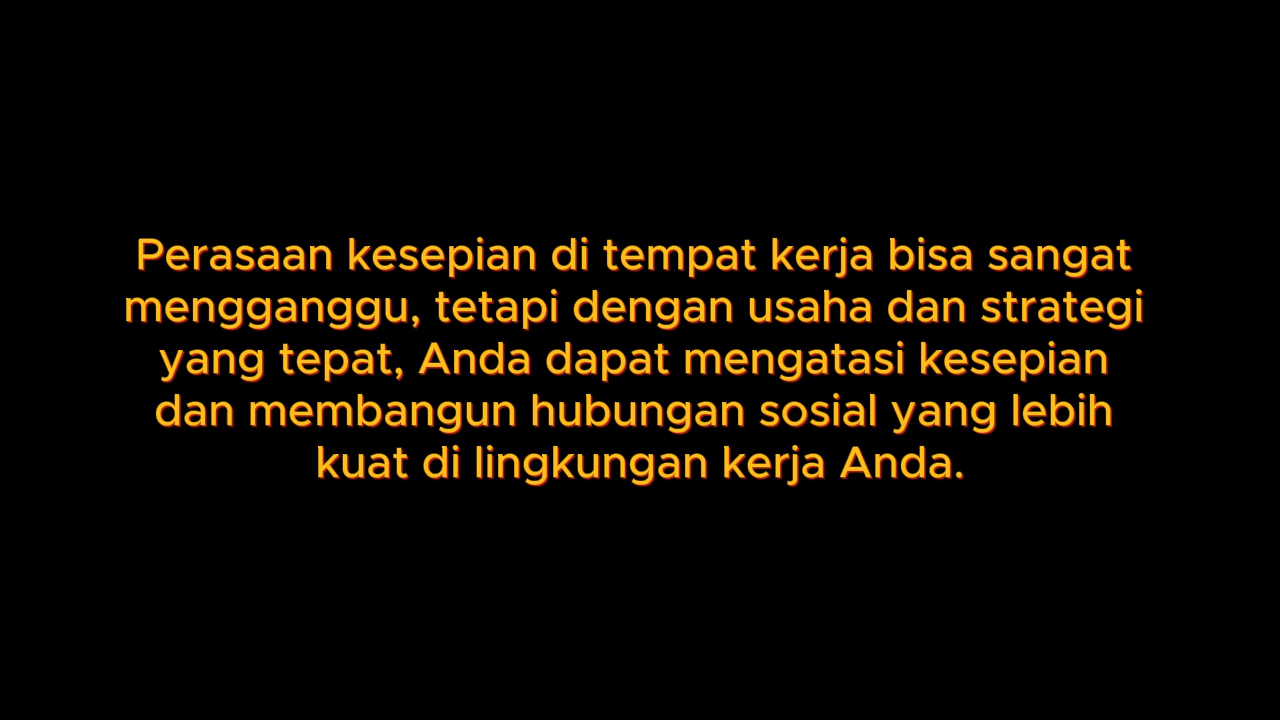 Perasaan kesepian di tempat kerja bisa sangat
mengganggu, tetapi dengan usaha dan strategi
yang tepat, Anda dapat mengatasi kesepian
dan membangun hubungan sosial yang lebih
kuat di lingkungan kerja Anda.